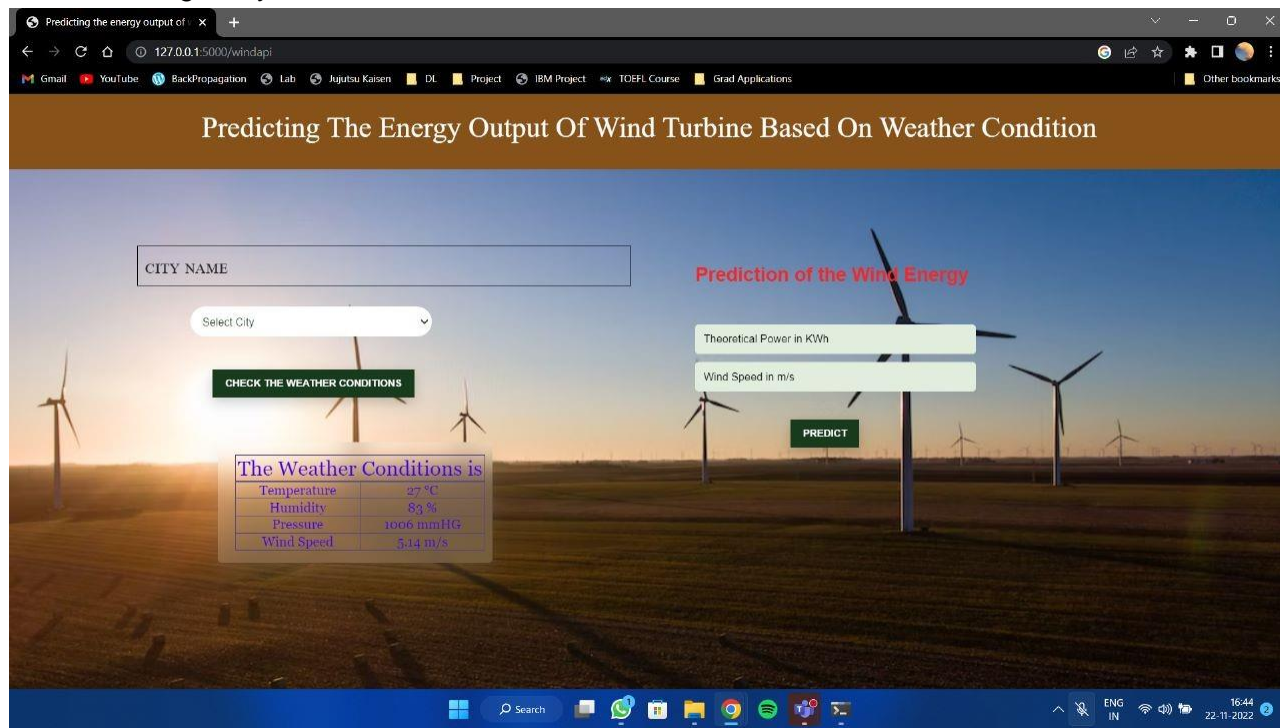 Predicting the energy output of
127.0.0.1:5000/windapi
Gmail YouTube BackPropagation Lab Jujutsu Kaisen DL Project IBM Project TOEFL Course Grad Applications Other bookmarks
Predicting The Energy Output Of Wind Turbine Based On Weather Condition
CITY NAME
Select City
CHECK THE WEATHER CONDITIONS
The Weather Conditions is
Temperature 27 °C
Humidity 83 %
Pressure 1006 mmHG
Wind Speed 5.14 m/s
Prediction of the Wind Energy
Theoretical Power in KWh
Wind Speed in m/s
PREDICT
Search
ENG
IN
16:44
22-11-2022
2